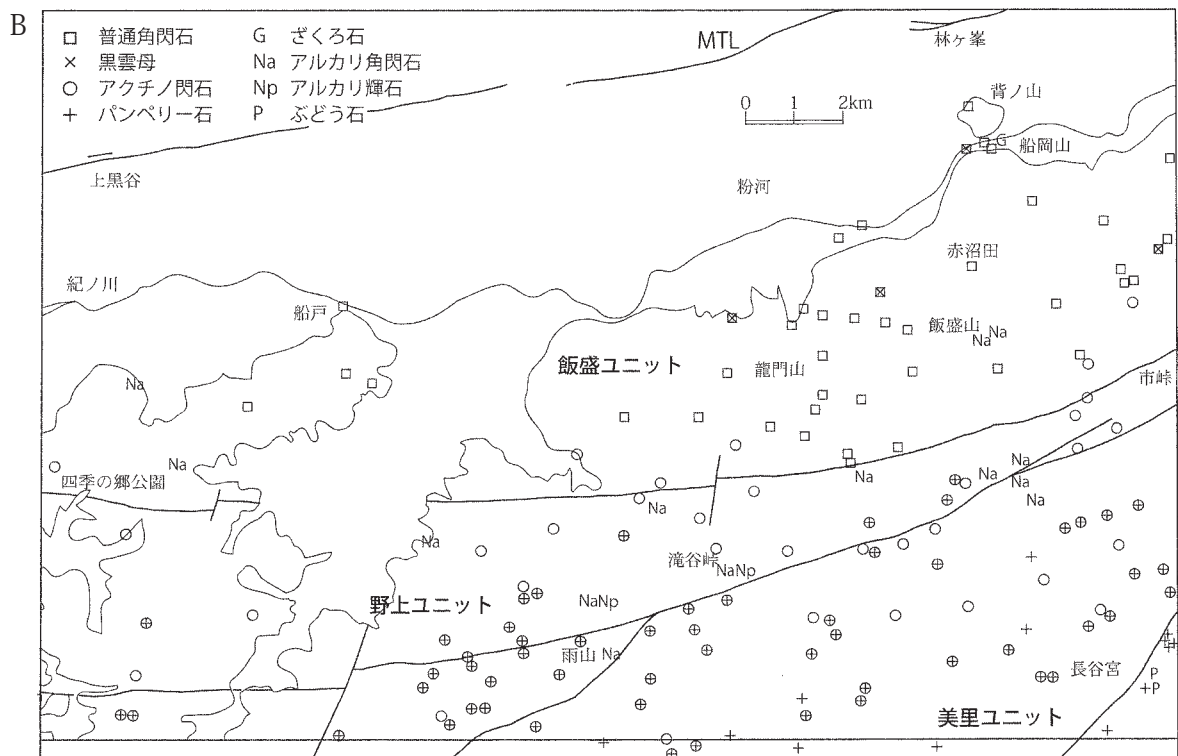 B
普通角閃石 G ざくろ石
黒雲母 Na アルカリ角閃石
アクチノ閃石 Np アルカリ輝石
パンペリー石 P ぶどう石
MTL
林ヶ峯
0 1 2km
背ノ山
G 船岡山
上黒谷
粉河
赤沼田
紀ノ川
船戸
飯盛山
Na
Na
飯盛ユニット
龍門山
市峠
Na
Na
四季の郷公園
Na
Na
Na
Na
Na
Na
Na
滝谷峠
NaNp
野上ユニット
NaNp
雨山 Na
長谷宮
P
P
美里ユニット